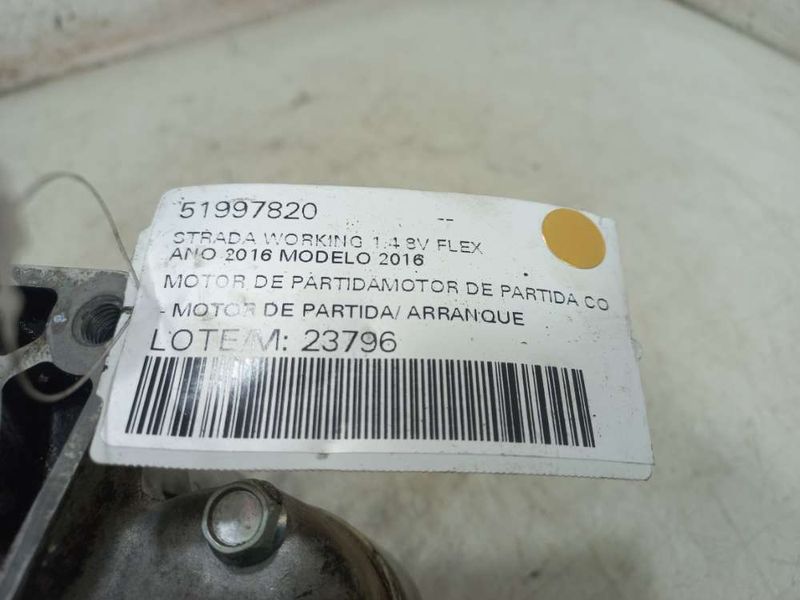 51997820 --
STRADA WORKING 1.4 8V FLEX
ANO 2016 MODELO 2016
MOTOR DE PARTIDAMOTOR DE PARTIDA CO
- MOTOR DE PARTIDA/ ARRANQUE
LOTE/M: 23796